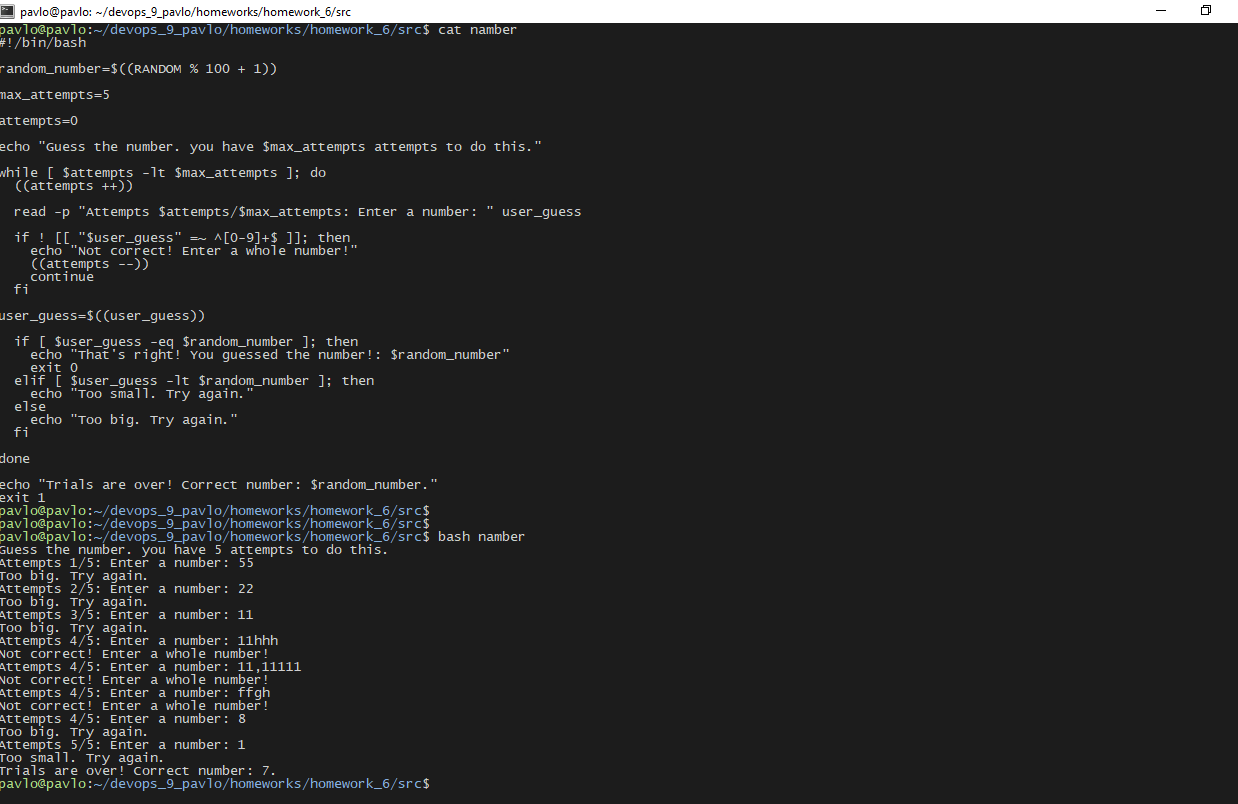 pavlo@pavlo: ~/devops_9_pavlo/homeworks/homework_6/src
pavlo@pavlo:~/devops_9_pavlo/homeworks/homework_6/src$ cat namber
#!/bin/bash
random_number=$((RANDOM % 100 + 1))
max_attempts=5
attempts=0
echo "Guess the number. you have $max_attempts attempts to do this."
while [ $attempts -lt $max_attempts ]; do
  ((attempts ++))
  read -p "Attempts $attempts/$max_attempts: Enter a number: " user_guess
  if ! [[ "$user_guess" =~ ^[0-9]+$ ]]; then
    echo "Not correct! Enter a whole number!"
    ((attempts --))
    continue
  fi
user_guess=$((user_guess))
  if [ $user_guess -eq $random_number ]; then
    echo "That's right! You guessed the number!: $random_number"
    exit 0
  elif [ $user_guess -lt $random_number ]; then
    echo "Too small. Try again."
  else
    echo "Too big. Try again."
  fi
done
echo "Trials are over! Correct number: $random_number."
exit 1
pavlo@pavlo:~/devops_9_pavlo/homeworks/homework_6/src$
pavlo@pavlo:~/devops_9_pavlo/homeworks/homework_6/src$
pavlo@pavlo:~/devops_9_pavlo/homeworks/homework_6/src$ bash namber
Guess the number. you have 5 attempts to do this.
Attempts 1/5: Enter a number: 55
Too big. Try again.
Attempts 2/5: Enter a number: 22
Too big. Try again.
Attempts 3/5: Enter a number: 11
Too big. Try again.
Attempts 4/5: Enter a number: 11hhh
Not correct! Enter a whole number!
Attempts 4/5: Enter a number: 11,11111
Not correct! Enter a whole number!
Attempts 4/5: Enter a number: ffgh
Not correct! Enter a whole number!
Attempts 4/5: Enter a number: 8
Too big. Try again.
Attempts 5/5: Enter a number: 1
Too small. Try again.
Trials are over! Correct number: 7.
pavlo@pavlo:~/devops_9_pavlo/homeworks/homework_6/src$